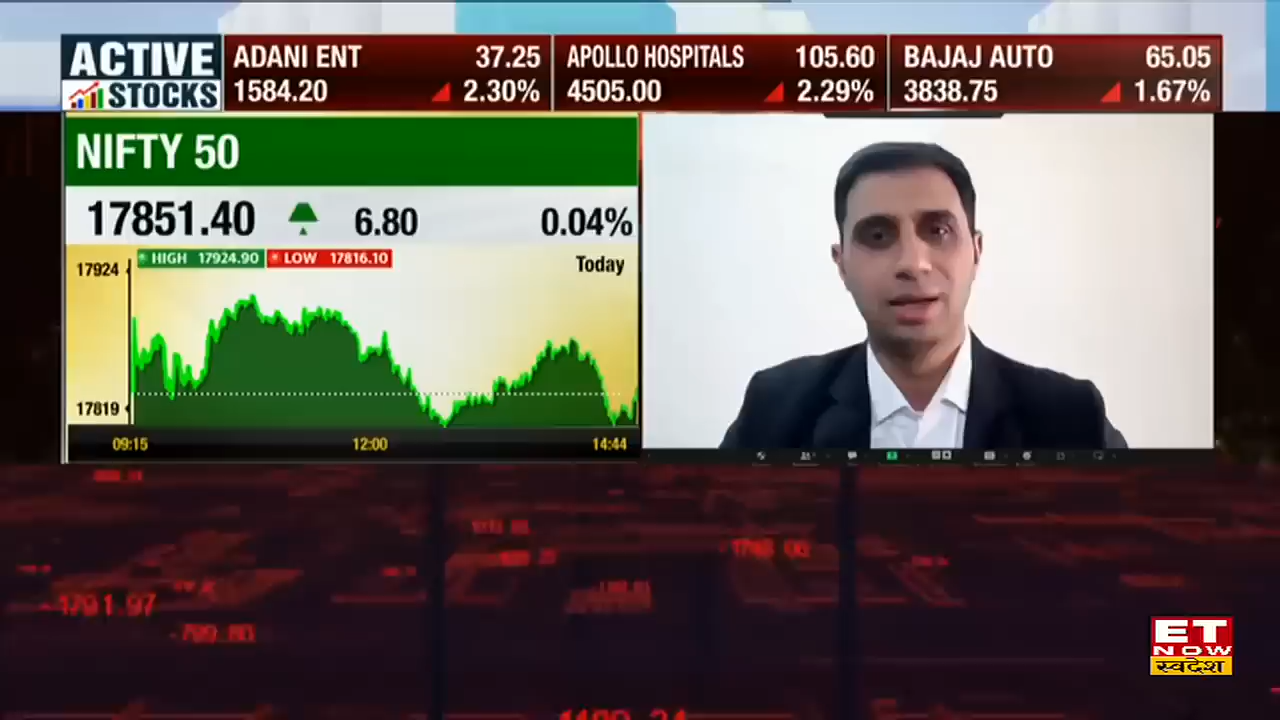 ACTIVE
STOCKS
ADANI ENT 37.25
1584.20 2.30%
APOLLO HOSPITALS 105.60
4505.00 2.29%
BAJAJ AUTO 65.05
3838.75 1.67%
NIFTY 50
17851.40 6.80 0.04%
HIGH 17924.90 LOW 17816.10
Today
17924
17819
09:15 12:00 14:44
-1791.97
ET
NOW
स्वदेश